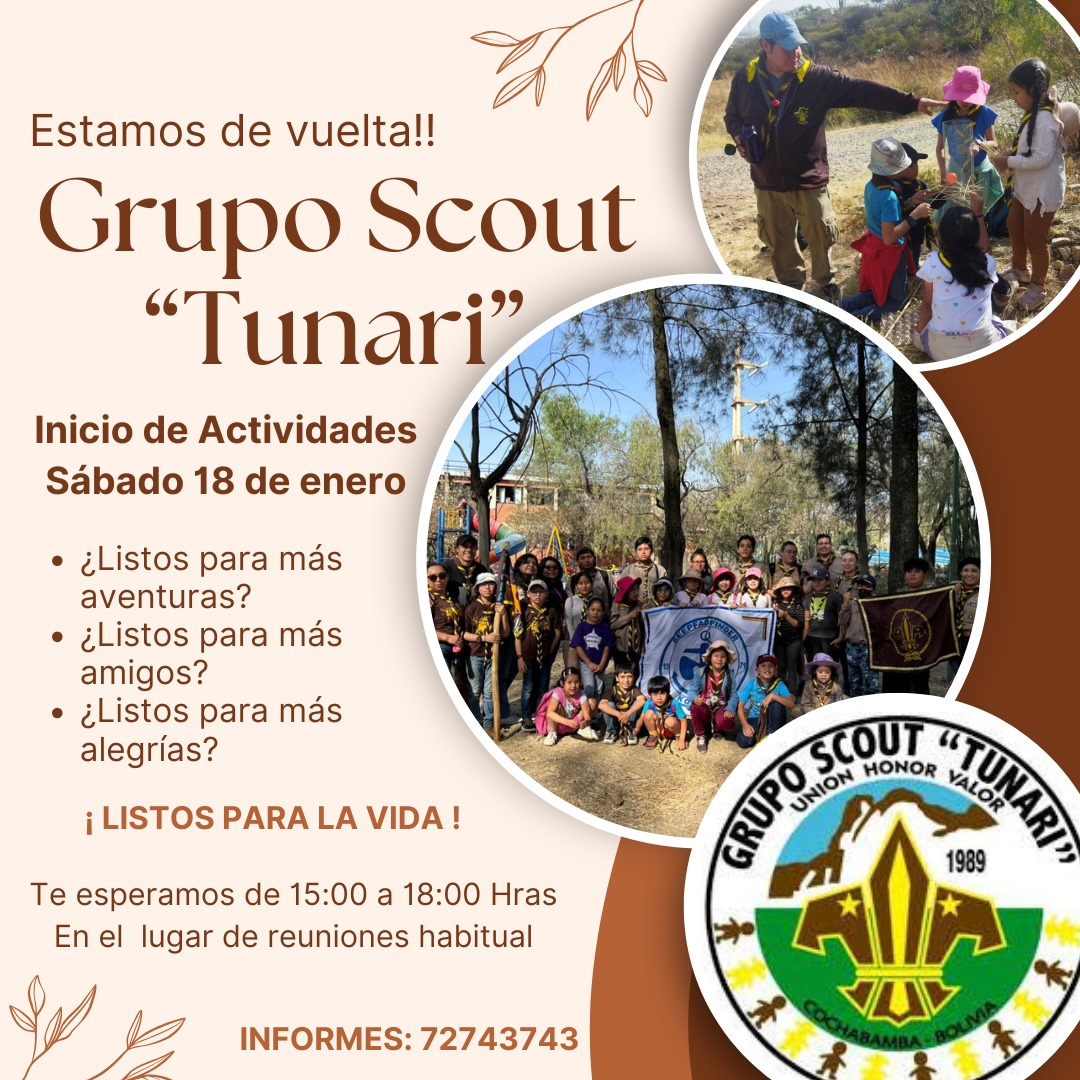 Estamos de vuelta!!
Grupo Scout
“Tunari”
Inicio de Actividades
Sábado 18 de enero
• ¿Listos para más
aventuras?
• ¿Listos para más
amigos?
• ¿Listos para más
alegrías?
¡ LISTOS PARA LA VIDA !
Te esperamos de 15:00 a 18:00 Hras
En el lugar de reuniones habitual
INFORMES: 72743743
GRUPO SCOUT “TUNARI”
UNION HONOR VALOR
1989
COCHABAMBA - BOLIVIA